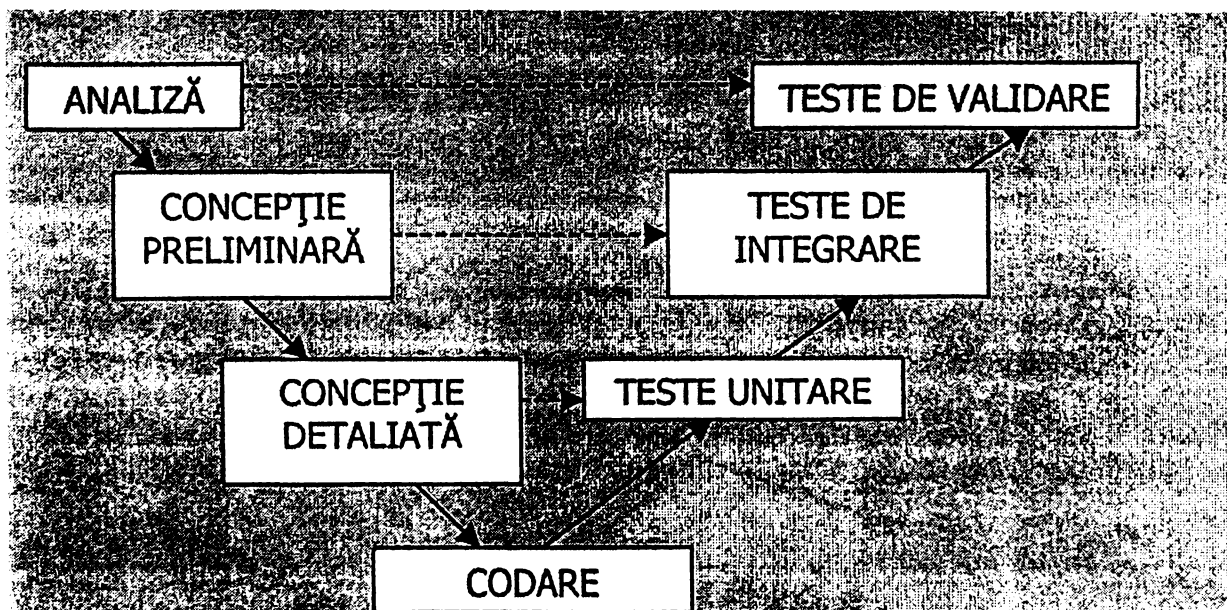 ANALIZĂ
TESTE DE VALIDARE
CONCEPŢIE
PRELIMINARĂ
TESTE DE
INTEGRARE
CONCEPŢIE
DETALIATĂ
TESTE UNITARE
CODARE